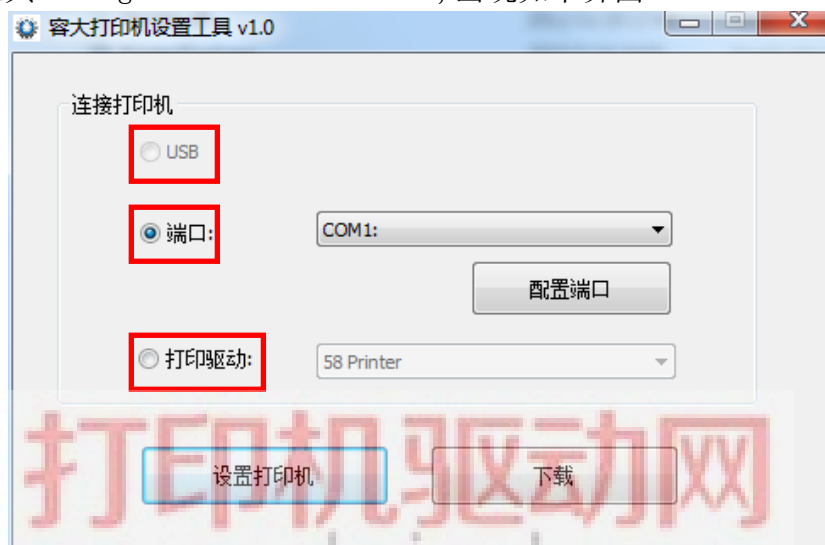 容大打印机设置工具 v1.0
连接打印机
USB
端口: COM1:
配置端口
打印驱动: 58 Printer
设置打印机 下载
打印机驱动网